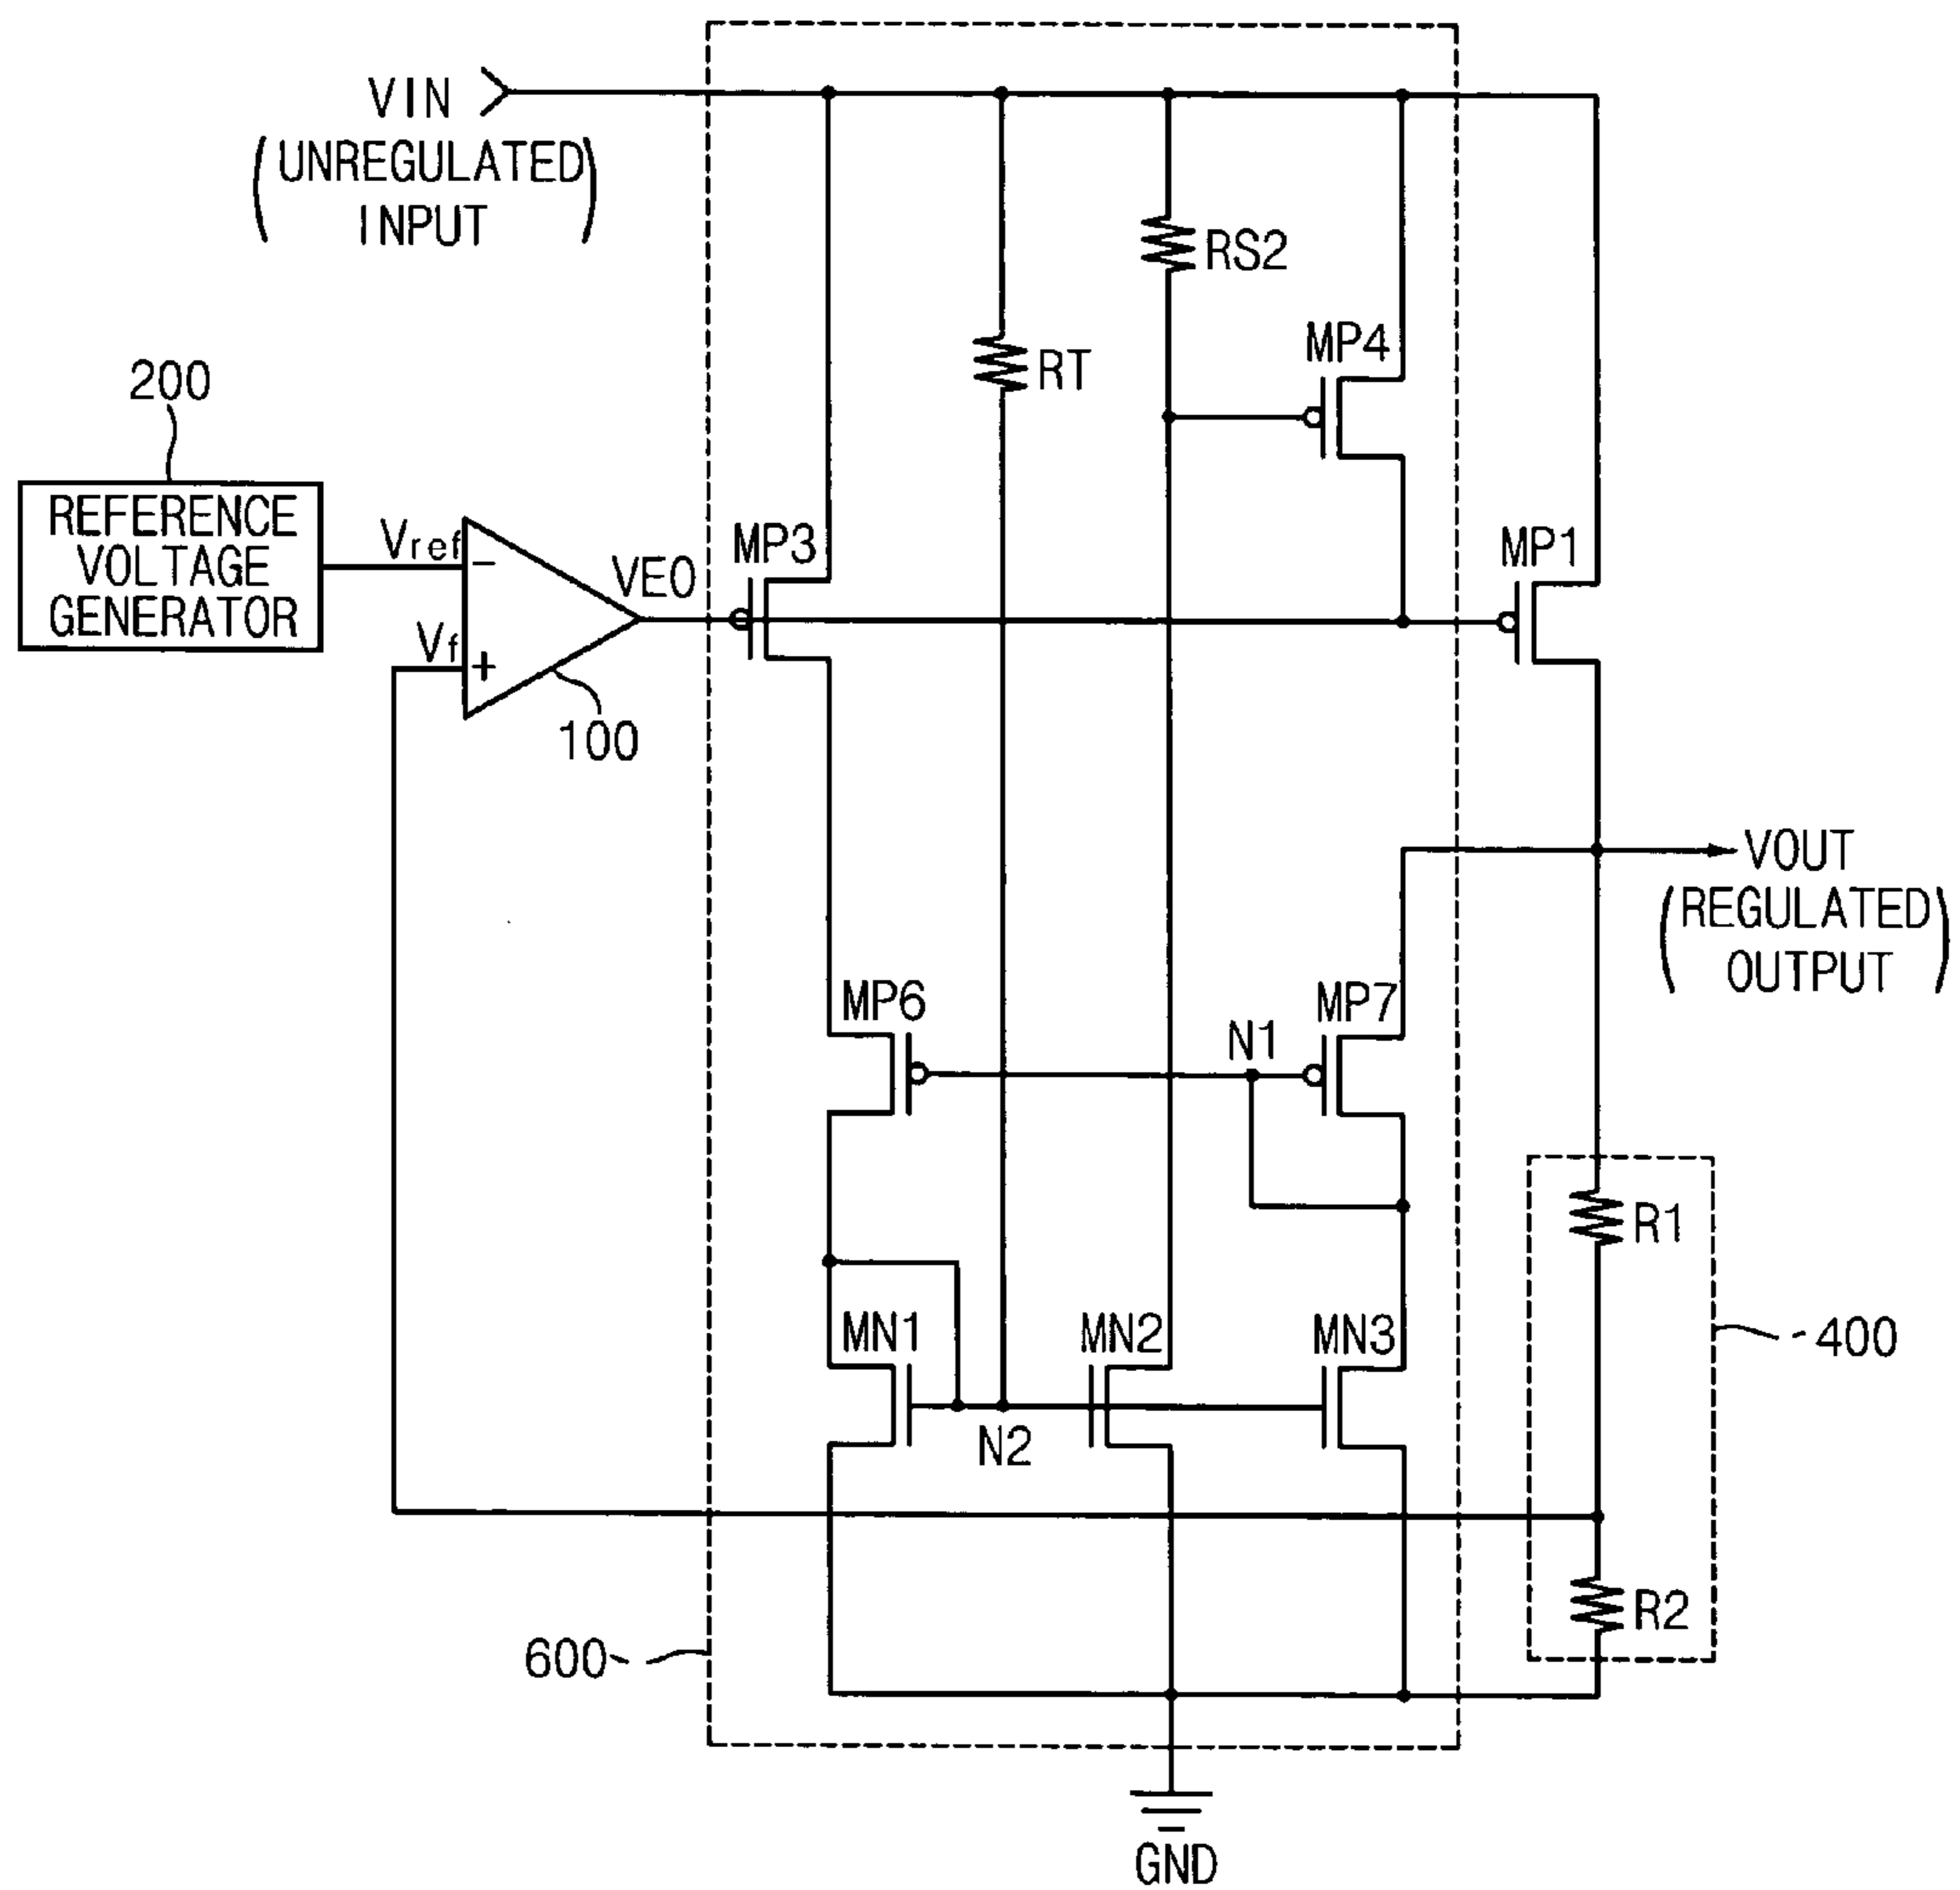 VIN
(UNREGULATED)
INPUT
RS2
MP4
RT
200
REFERENCE
VOLTAGE
GENERATOR
Vref
-
Vf
+
VEO
100
MP3
MP1
VOUT
(REGULATED)
OUTPUT
MP6
N1
MP7
R1
MN1
N2
MN2
MN3
400
R2
600
GND